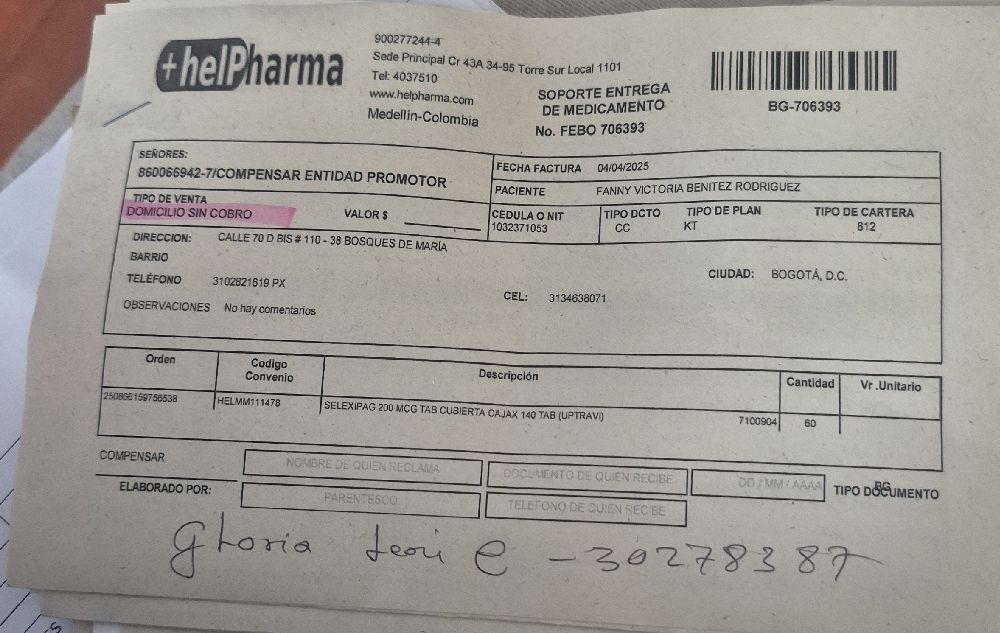 +helPharma
900277244-4
Sede Principal Cr 43A 34-95 Torre Sur Local 1101
Tel: 4037510
www.helpharma.com
Medellin-Colombia
SOPORTE ENTREGA
DE MEDICAMENTO
No. FEBO 706393
BG-706393
SEÑORES:
860066942-7/COMPENSAR ENTIDAD PROMOTOR
FECHA FACTURA 04/04/2025
PACIENTE FANNY VICTORIA BENITEZ RODRIGUEZ
TIPO DE VENTA
DOMICILIO SIN COBRO
VALOR $
CEDULA O NIT
1032371053
TIPO DCTO
CC
TIPO DE PLAN
KT
TIPO DE CARTERA
812
DIRECCION: CALLE 70 D BIS # 110 - 38 BOSQUES DE MARÍA
BARRIO
CIUDAD: BOGOTÁ, D.C.
TELÉFONO 3102821619 PX
CEL: 3134638071
OBSERVACIONES No hay comentarios
Orden Codigo Convenio Descripción Cantidad Vr .Unitario
HELMM111478 SELEXIPAG 200 MCG TAB CUBIERTA CAJAX 140 TAB (UPTRAVI) 7100904 60
COMPENSAR
NOMBRE DE QUIEN RECLAMA DOCUMENTO DE QUIEN RECIBE DD / MM / AAAA
BG
TIPO DOCUMENTO
ELABORADO POR:
PARENTESCO TELEFONO DE QUIEN RECIBE
Gloria - 30278387